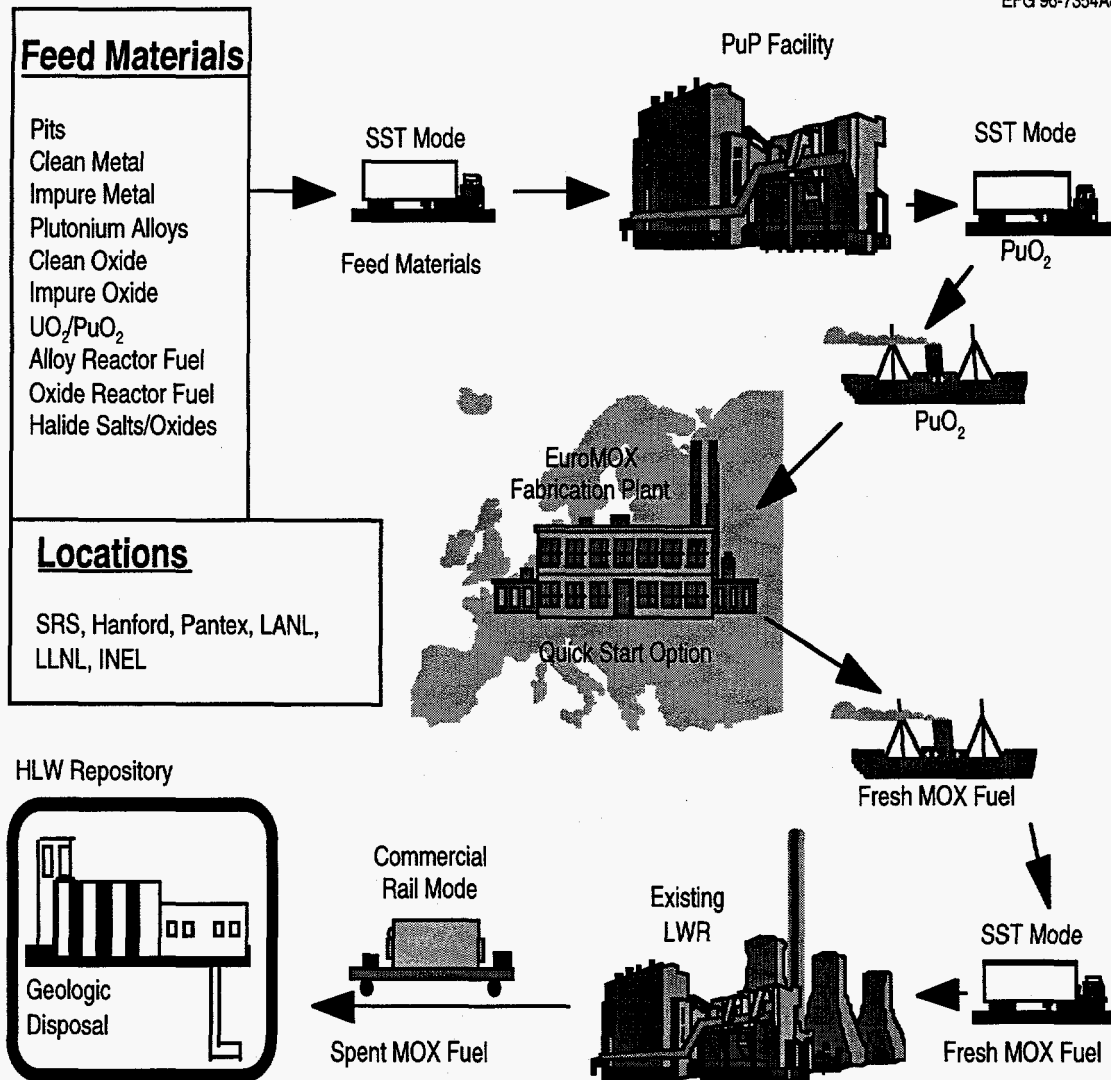 EFG 96-7354A
Feed Materials
Pits
Clean Metal
Impure Metal
Plutonium Alloys
Clean Oxide
Impure Oxide
UO₂/PuO₂
Alloy Reactor Fuel
Oxide Reactor Fuel
Halide Salts/Oxides
Locations
SRS, Hanford, Pantex, LANL,
LLNL, INEL
SST Mode
Feed Materials
PuP Facility
SST Mode
PuO₂
PuO₂
EuroMOX
Fabrication Plant
Quick Start Option
Fresh MOX Fuel
SST Mode
Fresh MOX Fuel
Existing
LWR
Commercial
Rail Mode
Spent MOX Fuel
HLW Repository
Geologic
Disposal